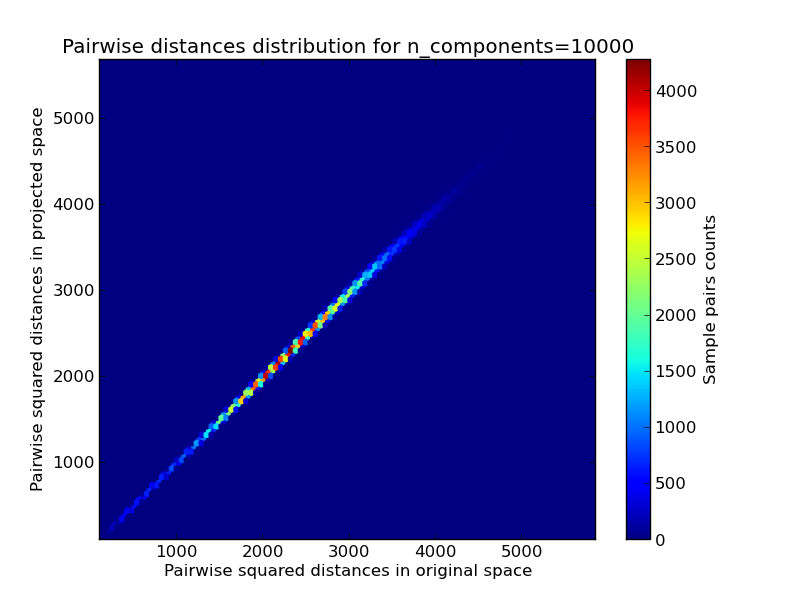 Pairwise distances distribution for n_components=10000
Pairwise squared distances in projected space
5000
4000
3000
2000
1000
1000 2000 3000 4000 5000
Pairwise squared distances in original space
4000
3500
3000
2500
2000
1500
1000
500
0
Sample pairs counts